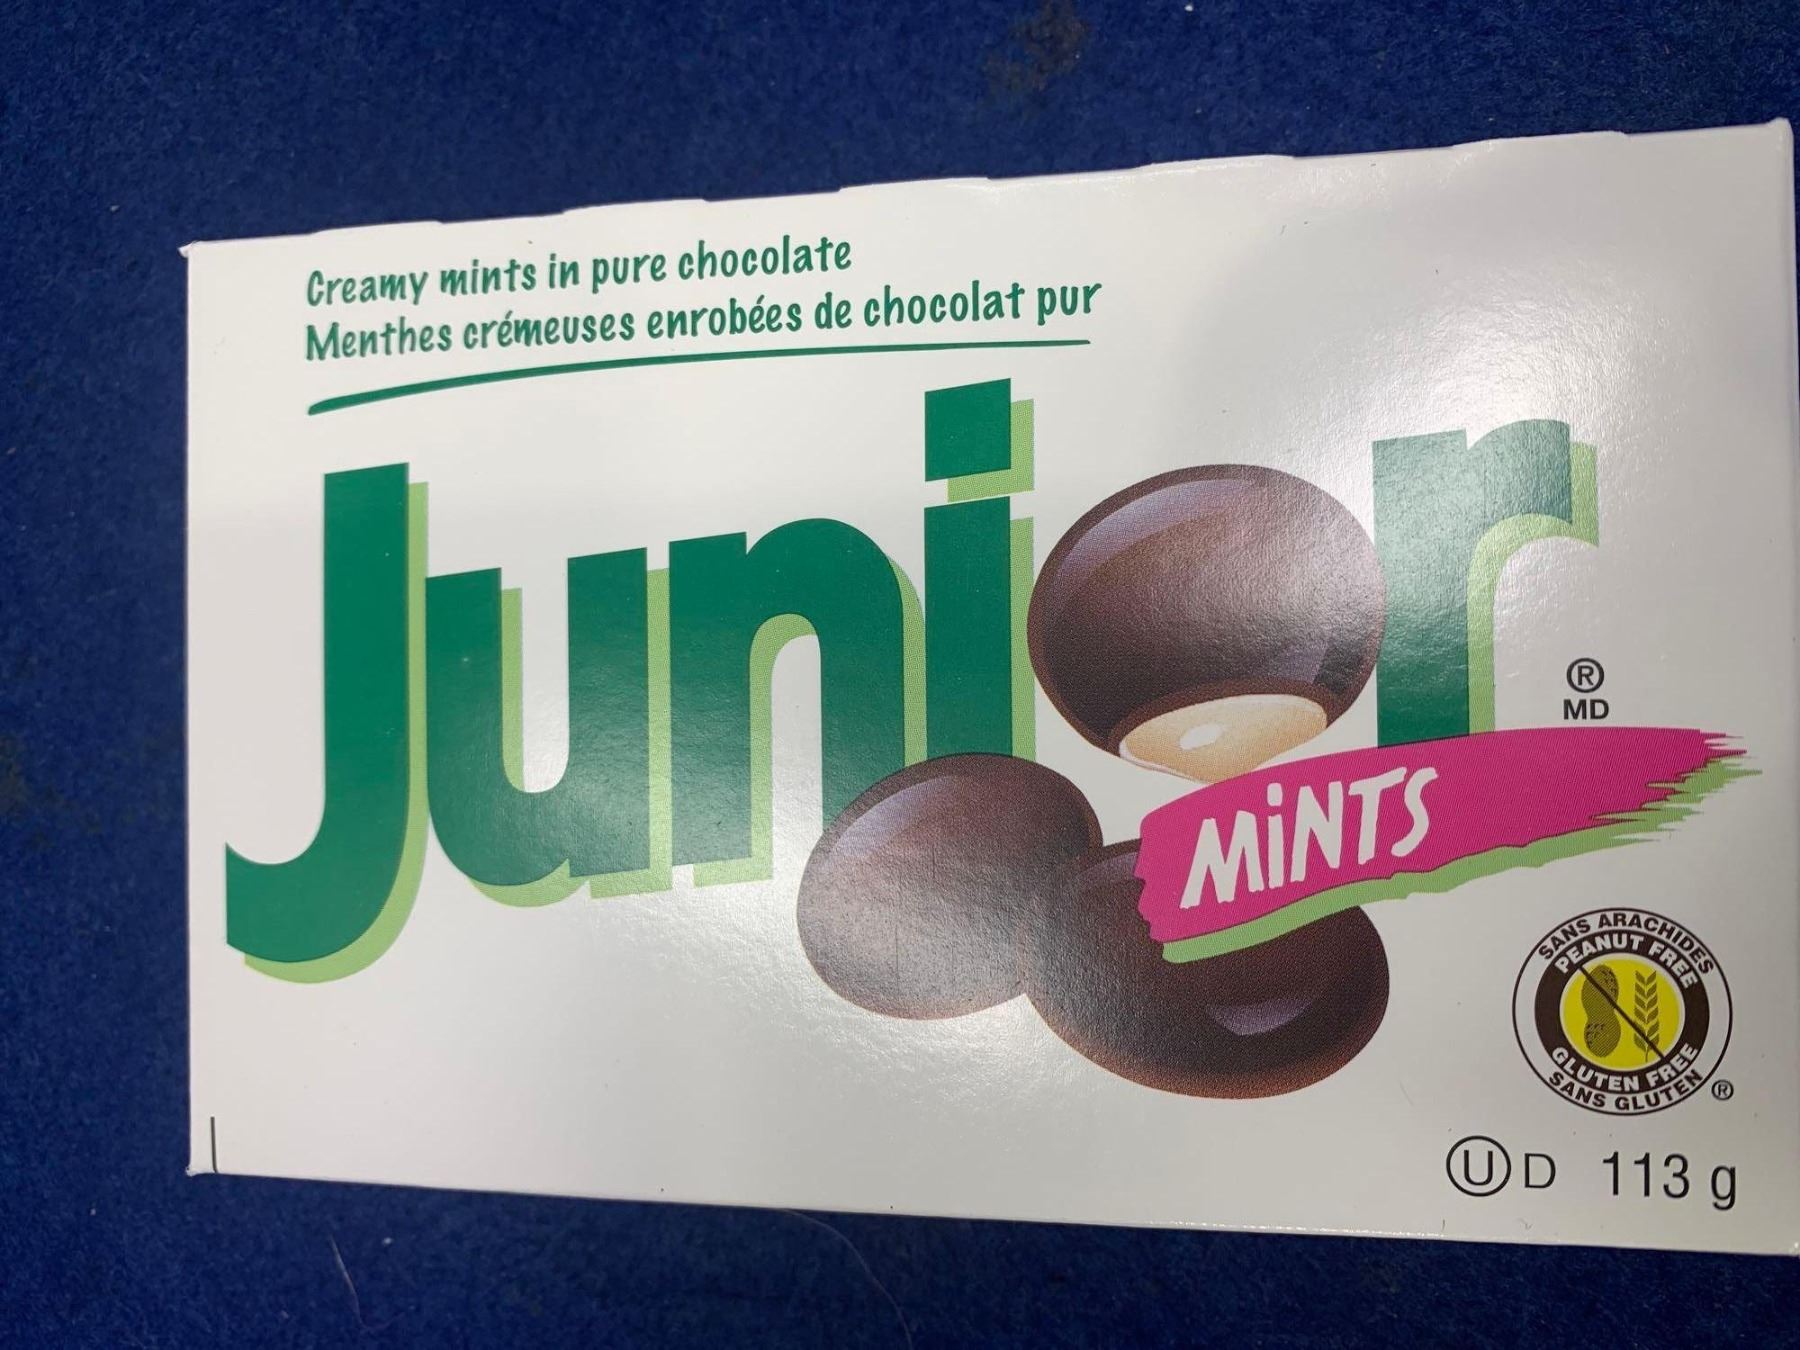 Creamy mints in pure chocolate
Menthes crémeuses enrobées de chocolat pur
Junior
®
MD
MiNTS
SANS ARACHIDES
PEANUT FREE
GLUTEN FREE
SANS GLUTEN
®
Ⓤ D 113 g